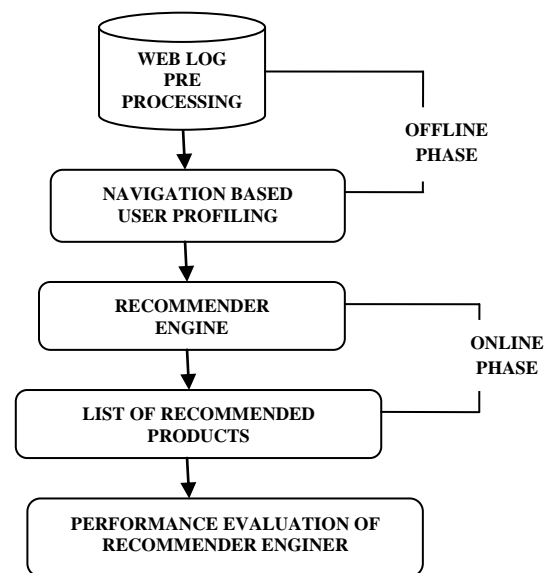 WEB LOG
PRE
PROCESSING
OFFLINE
PHASE
NAVIGATION BASED
USER PROFILING
RECOMMENDER
ENGINE
ONLINE
PHASE
LIST OF RECOMMENDED
PRODUCTS
PERFORMANCE EVALUATION OF
RECOMMENDER ENGINER